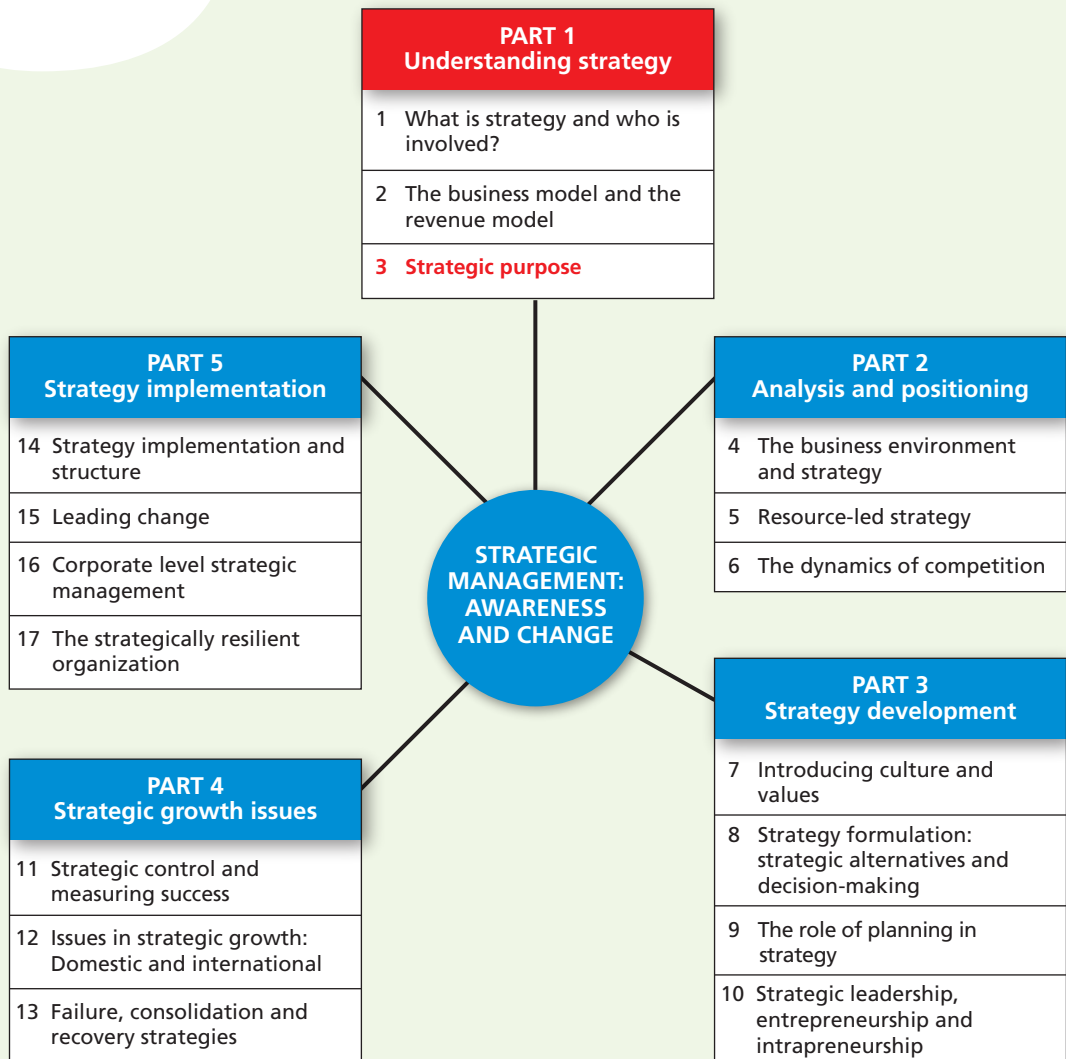 PART 1
Understanding strategy
1 What is strategy and who is
involved?
2 The business model and the
revenue model
3 Strategic purpose
PART 5
Strategy implementation
14 Strategy implementation and
structure
15 Leading change
16 Corporate level strategic
management
17 The strategically resilient
organization
STRATEGIC
MANAGEMENT:
AWARENESS
AND CHANGE
PART 2
Analysis and positioning
4 The business environment
and strategy
5 Resource-led strategy
6 The dynamics of competition
PART 3
Strategy development
7 Introducing culture and
values
8 Strategy formulation:
strategic alternatives and
decision-making
9 The role of planning in
strategy
10 Strategic leadership,
entrepreneurship and
intrapreneurship
PART 4
Strategic growth issues
11 Strategic control and
measuring success
12 Issues in strategic growth:
Domestic and international
13 Failure, consolidation and
recovery strategies